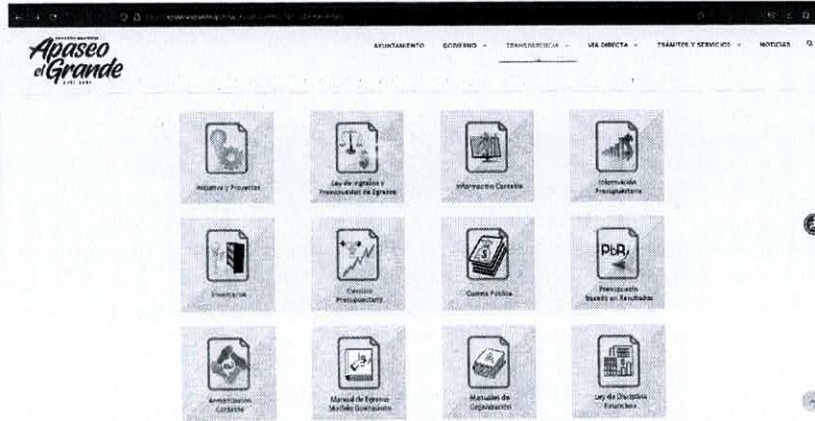 Apaseo
el Grande
AYUNTAMIENTO GOBIERNO TRANSPARENCIA VÍA DIRECTA TRÁMITES Y SERVICIOS NOTICIAS
Iniciativa y Proyectos
Ley de Ingresos y
Presupuestos de Egresos
Información Contable
Información
Presupuestaria
Inventarios
Ejercicio
Presupuestario
$
Cuenta Pública
PbR
Presupuesto
Basado en Resultados
Armonización
Contable
Manual de Egresos
Modelo Guanajuato
Manuales de
Organización
Ley de Disciplina
Financiera